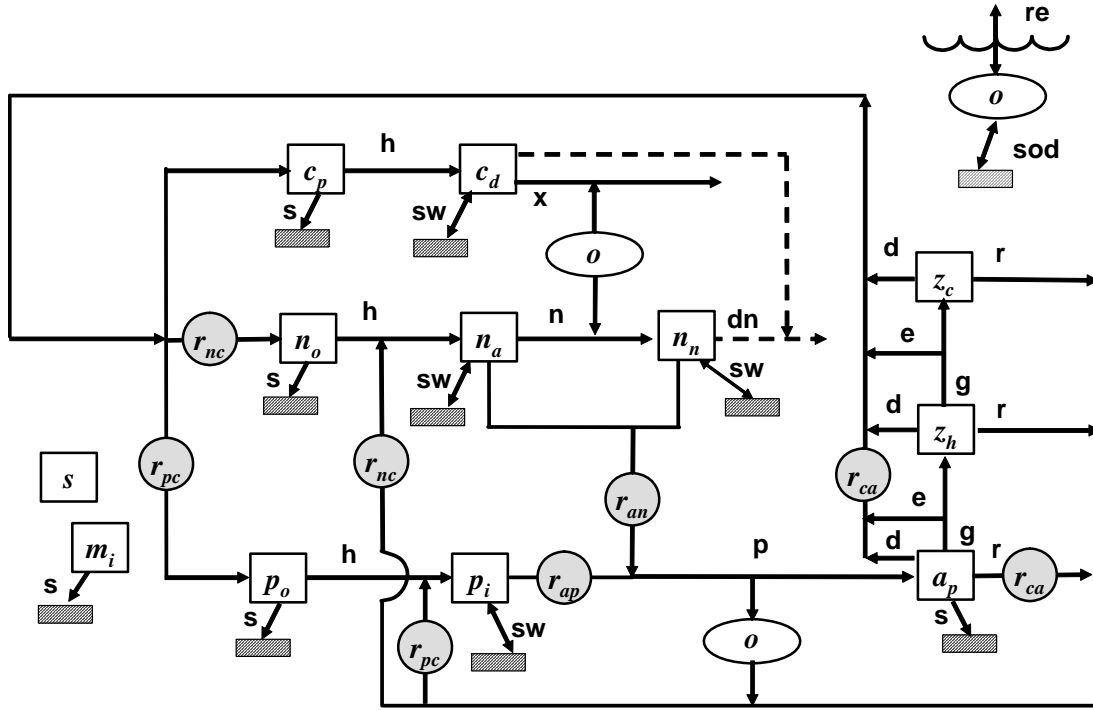 re
o
sod
h
c_p
c_d
x
s
sw
o
d
r
z_c
h
n
dn
e
r_nc
n_o
n_a
n_n
s
sw
sw
g
d
r
z_h
s
r_pc
r_nc
r_an
r_ca
e
m_i
p
d
g
r
s
h
p_o
p_i
r_ap
a_p
r_ca
s
sw
s
r_pc
o